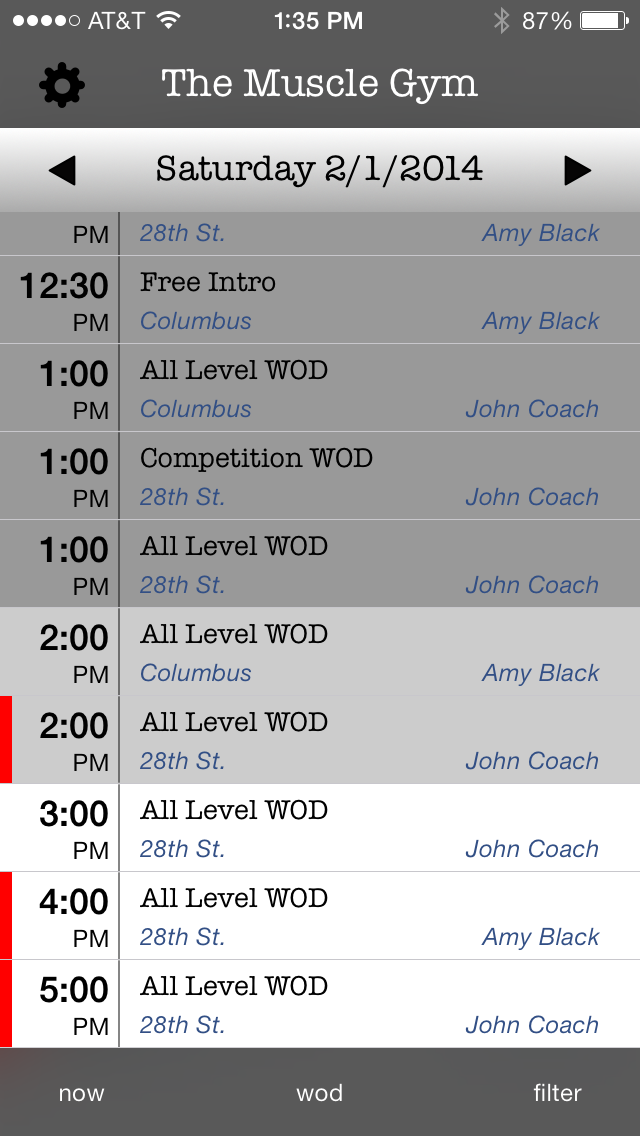 AT&T 1:35 PM 87%
The Muscle Gym
Saturday 2/1/2014
PM 28th St. Amy Black
12:30 Free Intro
PM Columbus Amy Black
1:00 All Level WOD
PM Columbus John Coach
1:00 Competition WOD
PM 28th St. John Coach
1:00 All Level WOD
PM 28th St. John Coach
2:00 All Level WOD
PM Columbus Amy Black
2:00 All Level WOD
PM 28th St. John Coach
3:00 All Level WOD
PM 28th St. John Coach
4:00 All Level WOD
PM 28th St. Amy Black
5:00 All Level WOD
PM 28th St. John Coach
now wod filter